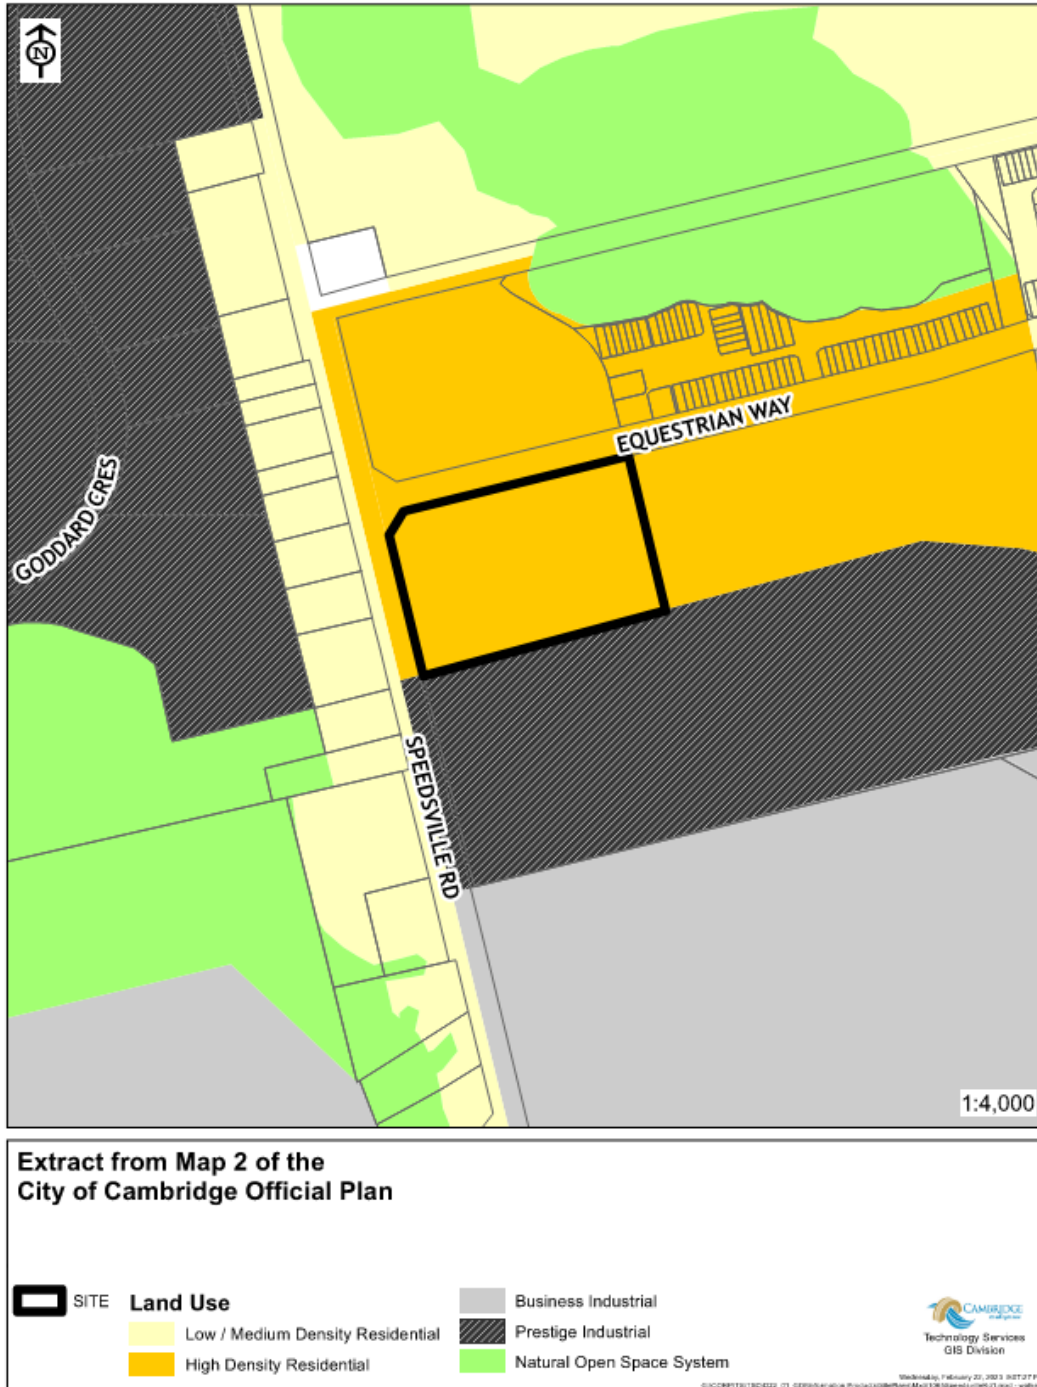 N
EQUESTRIAN WAY
GODDARD CRES
SPEEDSVILLE RD
1:4,000
Extract from Map 2 of the
City of Cambridge Official Plan
SITE
Land Use
Low / Medium Density Residential
High Density Residential
Business Industrial
Prestige Industrial
Natural Open Space System
CAMBRIDGE
Technology Services
GIS Division